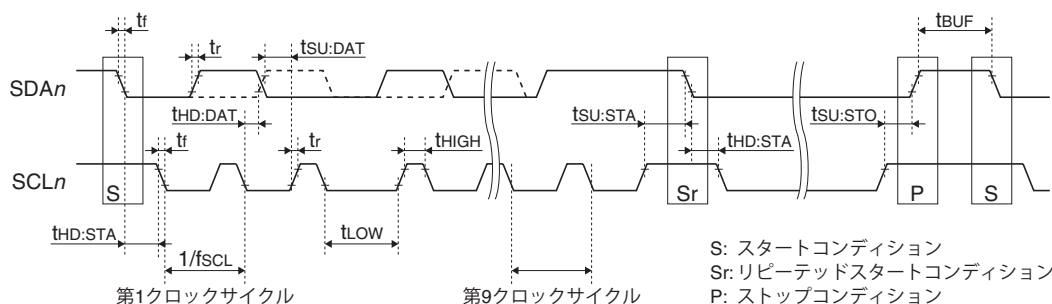 tf
tBUF
tr
tSU:DAT
SDAn
tHD:DAT
tSU:STA
tSU:STO
tf
tr
tHIGH
tHD:STA
SCLn
S
Sr
P
S
tHD:STA
tLOW
1/fSCL
S: スタートコンディション
Sr: リピーテッドスタートコンディション
P: ストップコンディション
第1クロックサイクル
第9クロックサイクル